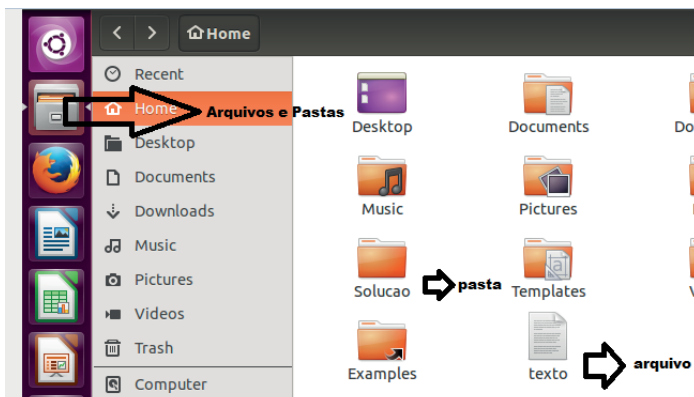 Home
Recent
Home
Arquivos e Pastas
Desktop
Documents
Downloads
Music
Pictures
Videos
Trash
Computer
Desktop
Documents
Music
Pictures
Solucao
pasta
Templates
Examples
texto
arquivo